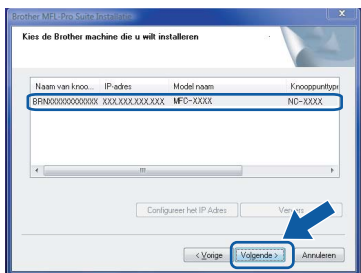 Brother MFL-Pro Suite Installatie
Kies de Brother machine die u wilt installeren
Naam van knoo... IP-adres Model naam Knooppunttype
BRNXXXXXXXXXXXX XXX.XXX.XXX.XXX MFC-XXXX NC-XXXX
Configureer het IP Adres
< Vorige Volgende > Annuleren